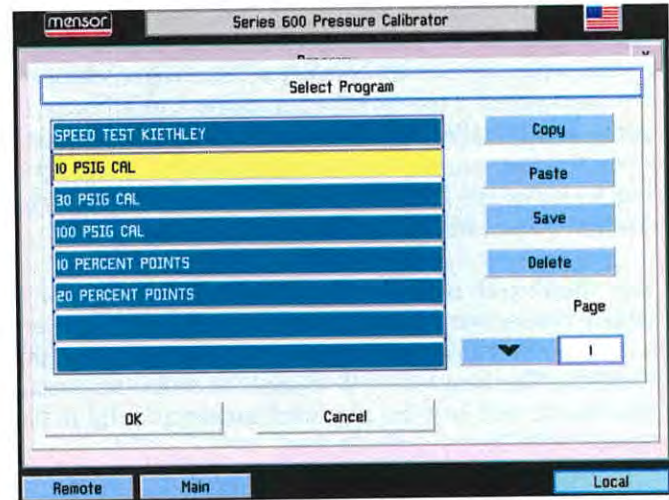 mensor
Series 600 Pressure Calibrator
Select Program
SPEED TEST KIETHLEY
10 PSIG CAL
30 PSIG CAL
100 PSIG CAL
10 PERCENT POINTS
20 PERCENT POINTS
Copy
Paste
Save
Delete
Page
1
OK
Cancel
Remote
Main
Local